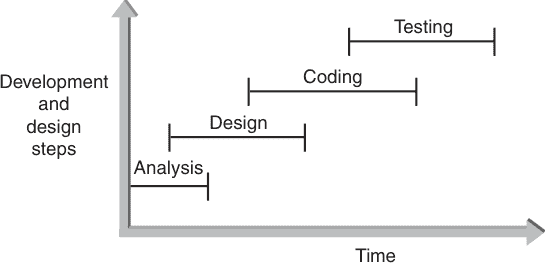 Testing
Coding
Development
and
design
steps
Design
Analysis
Time